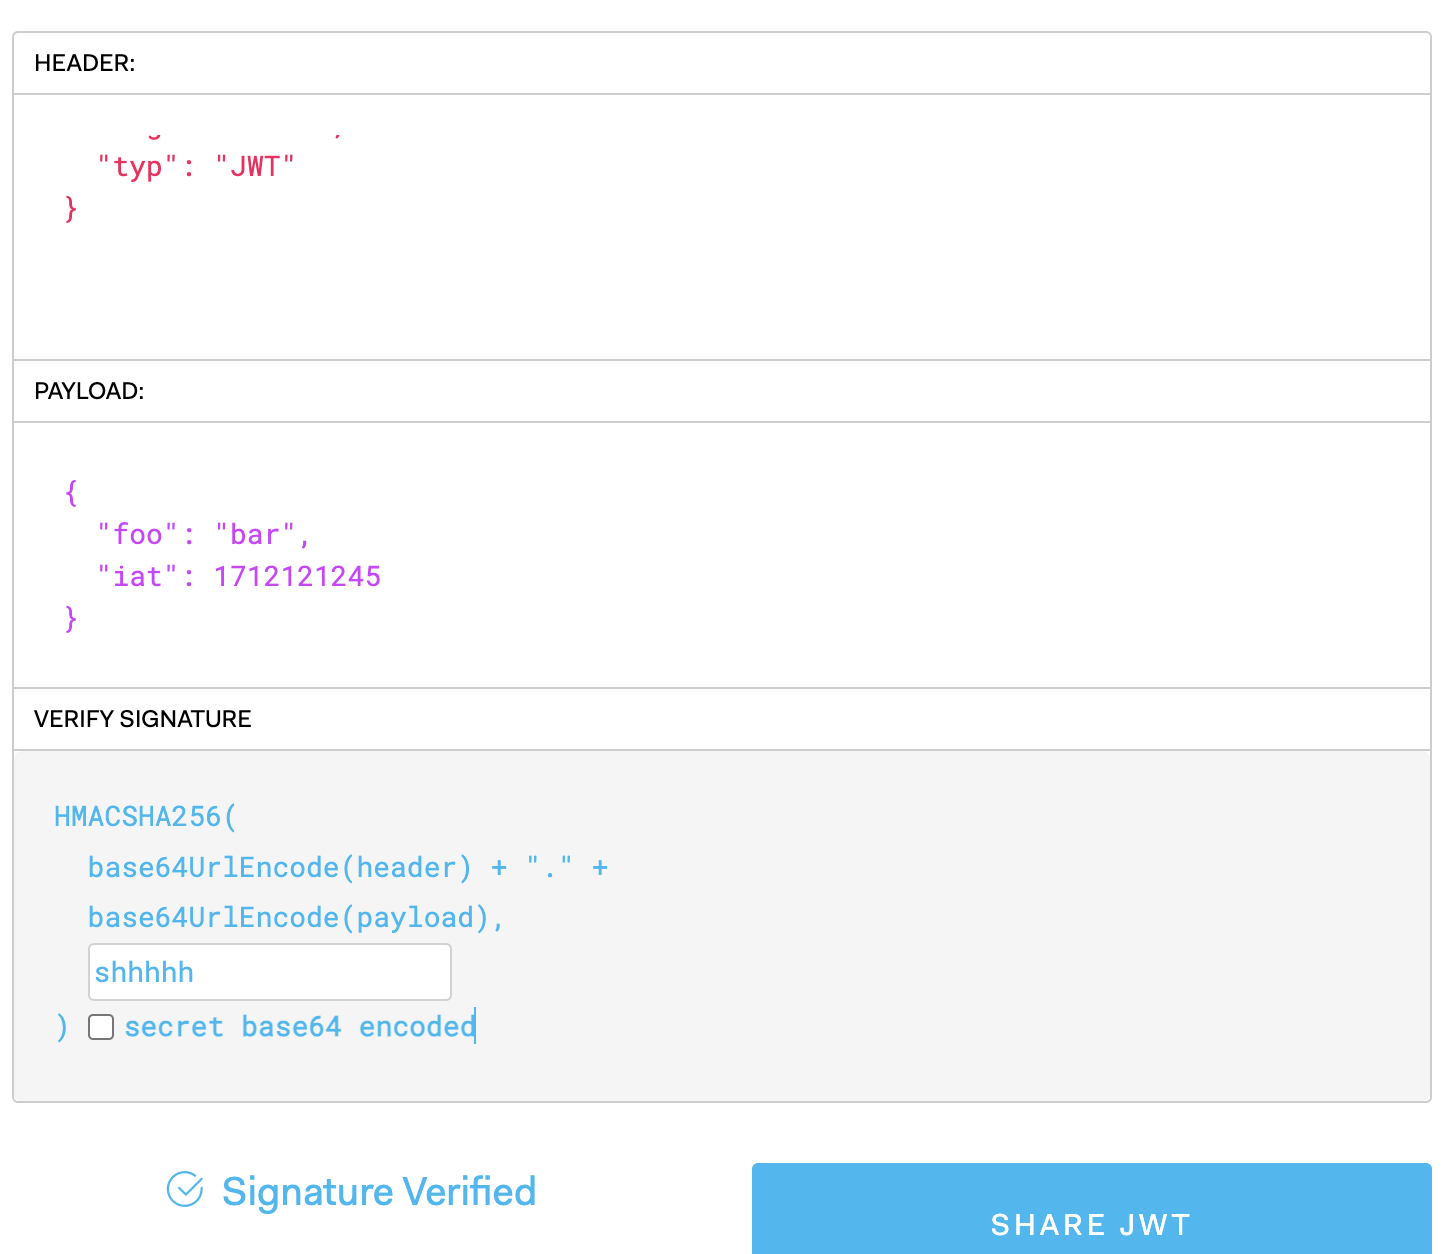 HEADER:
"typ": "JWT"
}
PAYLOAD:
{
"foo": "bar",
"iat": 1712121245
}
VERIFY SIGNATURE
HMACSHA256(
base64UrlEncode(header) + "." +
base64UrlEncode(payload),
shhhhh
) secret base64 encoded
Signature Verified
SHARE JWT